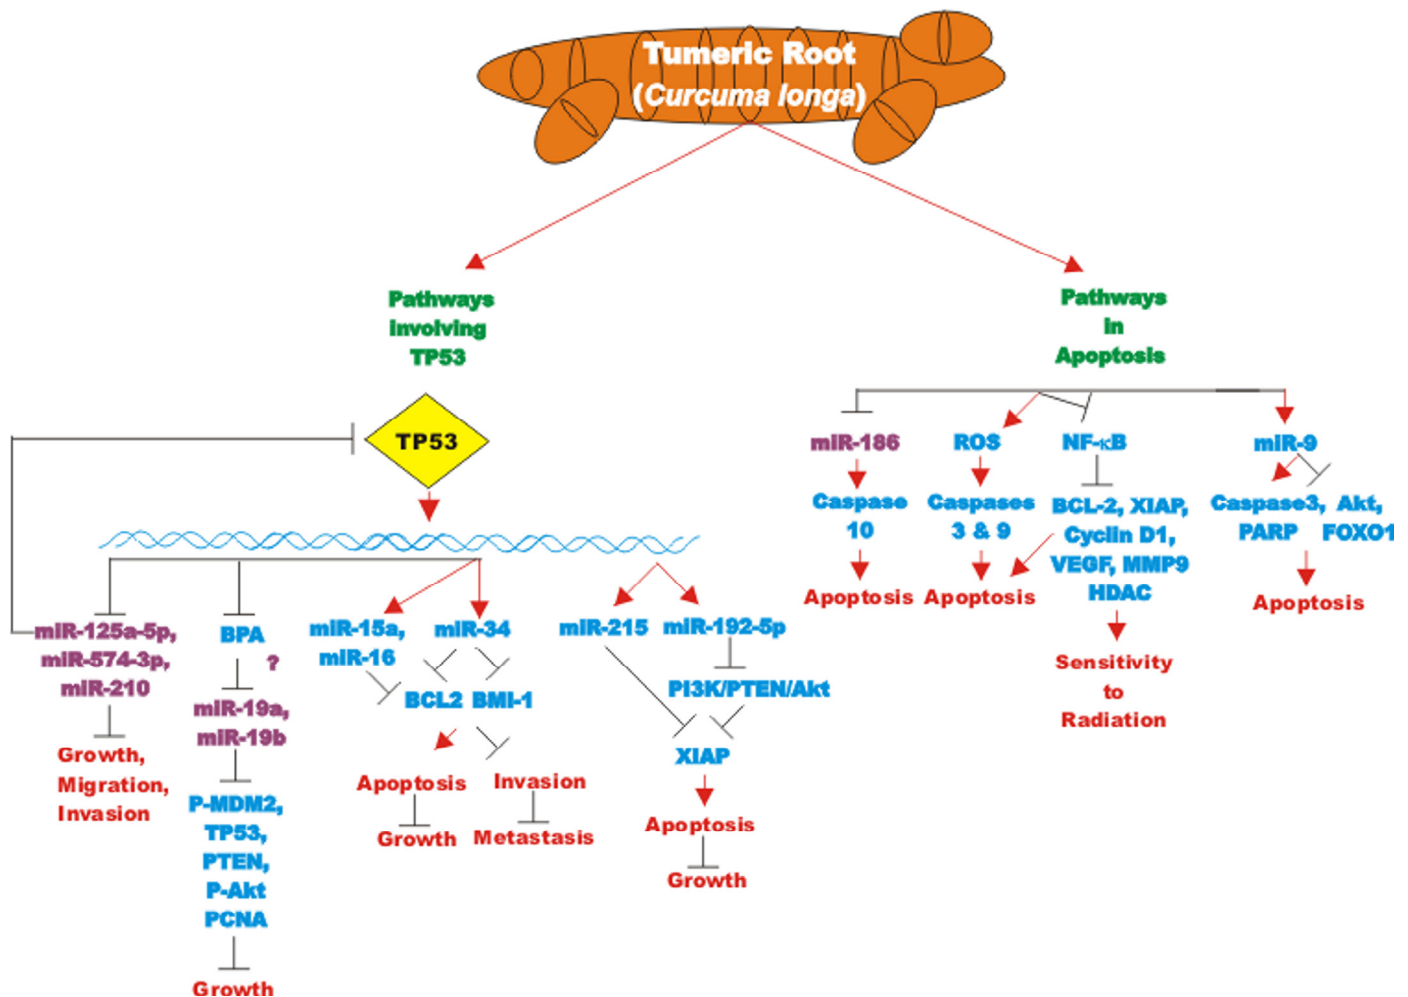 Tumeric Root
(Curcuma longa)
Pathways
involving
TP53
TP53
miR-125a-5p,
miR-574-3p,
miR-210
Growth,
Migration,
Invasion
BPA
?
miR-19a,
miR-19b
P-MDM2,
TP53,
PTEN,
P-Akt
PCNA
Growth
miR-15a,
miR-16
miR-34
BCL2 BMI-1
Apoptosis
Growth
Invasion
Metastasis
miR-215
miR-192-5p
PI3K/PTEN/Akt
XIAP
Apoptosis
Growth
Pathways
in
Apoptosis
miR-186
Caspase
10
Apoptosis
ROS
Caspases
3 & 9
Apoptosis
NF-κB
BCL-2, XIAP,
Cyclin D1,
VEGF, MMP9
HDAC
Sensitivity
to
Radiation
miR-9
Caspase3, Akt,
PARP FOXO1
Apoptosis